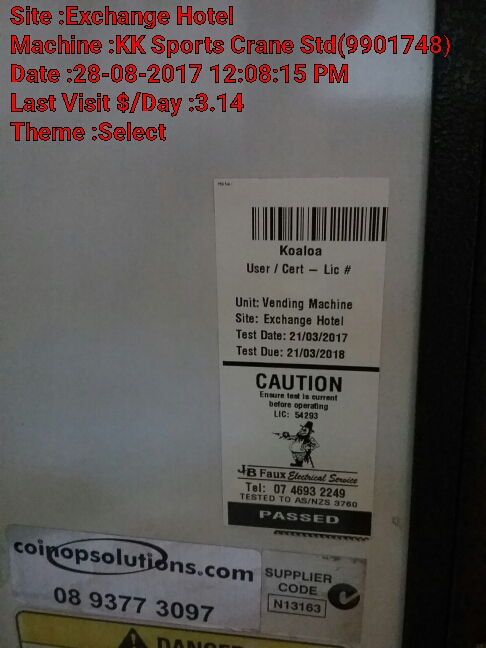 Site :Exchange Hotel
Machine :KK Sports Crane Std(9901748)
Date :28-08-2017 12:08:15 PM
Last Visit $/Day :3.14
Theme :Select
Koaloa
User / Cert – Lic #
Unit: Vending Machine
Site: Exchange Hotel
Test Date: 21/03/2017
Test Due: 21/03/2018
CAUTION
Ensure test is current
before operating
LIC: 54293
JB Faux Electrical Service
Tel: 07 4693 2249
TESTED TO AS/NZS 3760
PASSED
coinopsolutions.com
08 9377 3097
SUPPLIER
CODE
N13163
DANGER